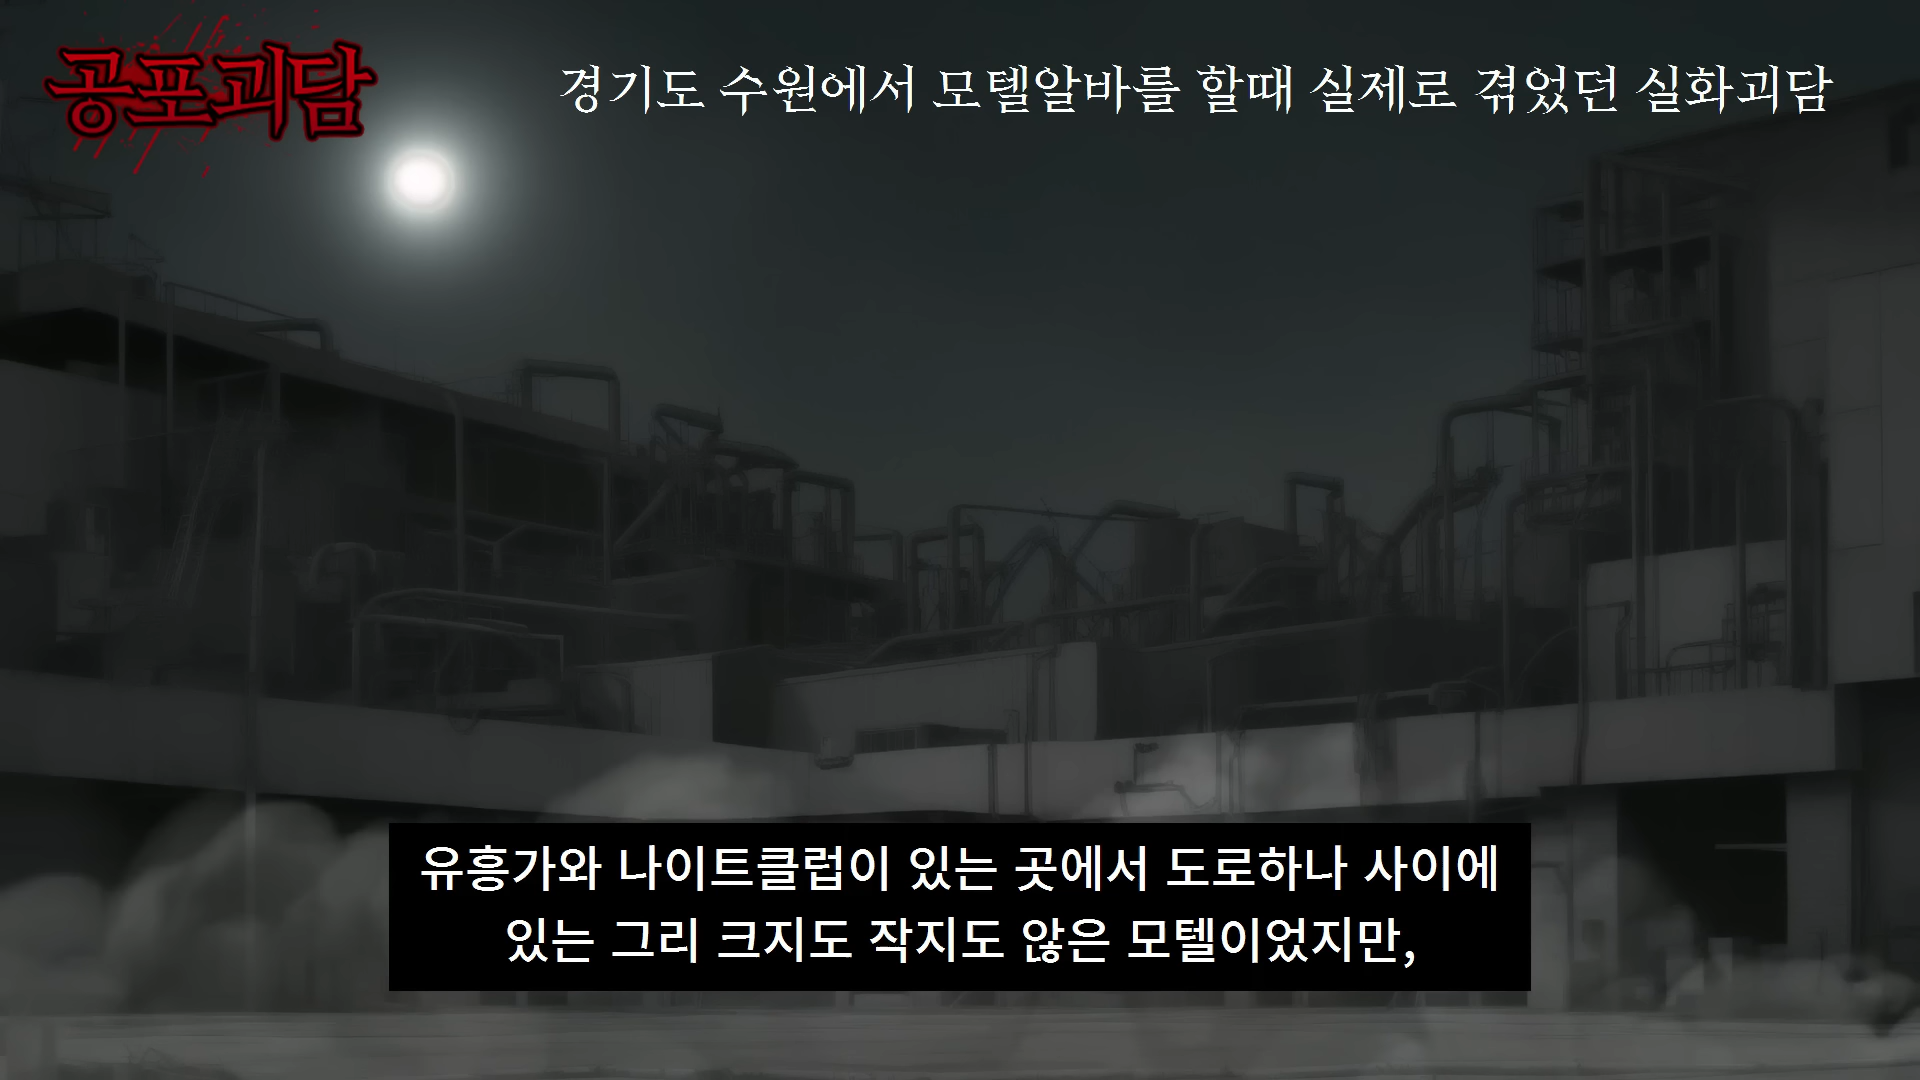 공포괴담
경기도 수원에서 모텔알바를 할때 실제로 겪었던 실화괴담
유흥가와 나이트클럽이 있는 곳에서 도로하나 사이에
있는 그리 크지도 작지도 않은 모텔이었지만,